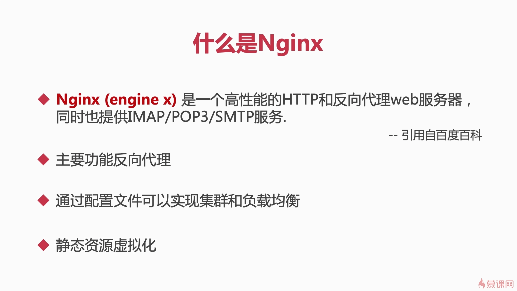 什么是Nginx
Nginx (engine x) 是一个高性能的HTTP和反向代理web服务器，
同时也提供IMAP/POP3/SMTP服务.
-- 引用自百度百科
主要功能反向代理
通过配置文件可以实现集群和负载均衡
静态资源虚拟化
慕课网